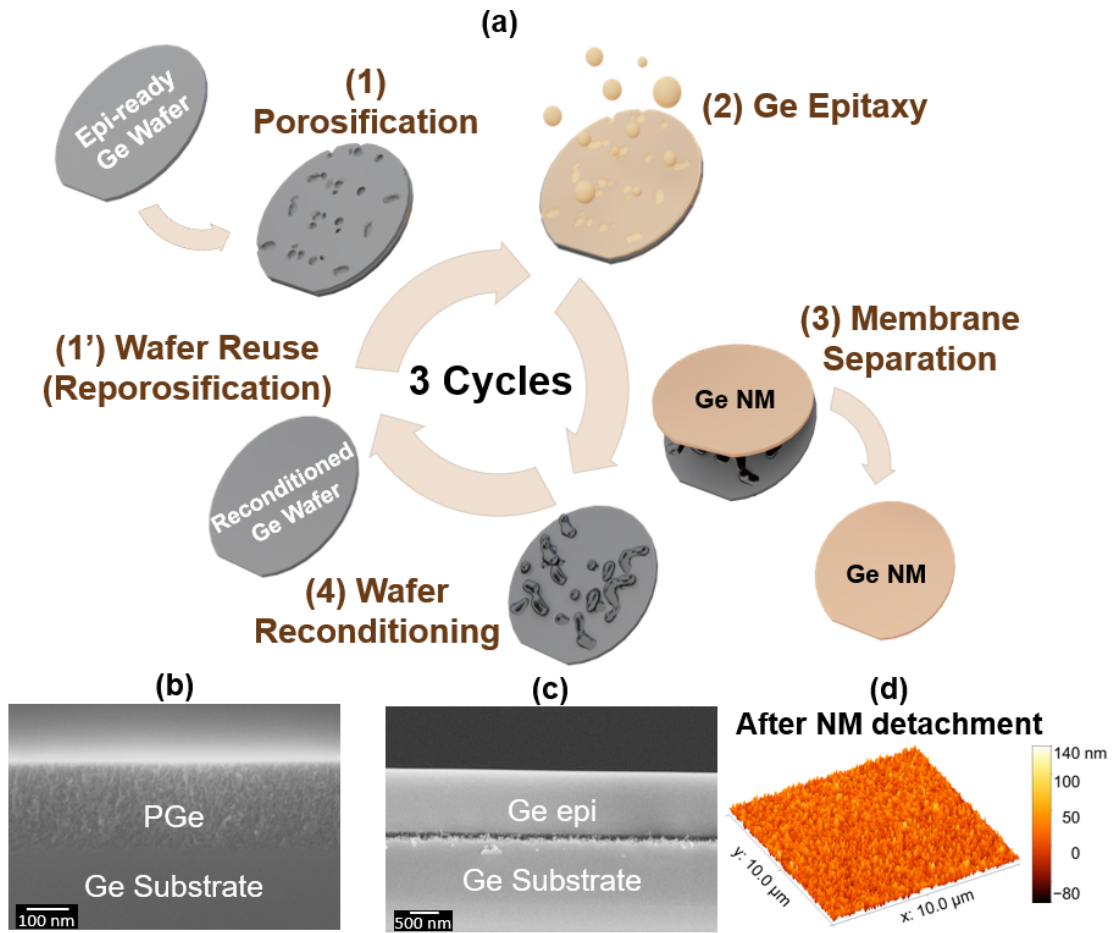 (a)
Epi-ready
Ge Wafer
(1)
Porosification
(2) Ge Epitaxy
(1’) Wafer Reuse
(Reporosification)
3 Cycles
(3) Membrane
Separation
Ge NM
Ge NM
Reconditioned
Ge Wafer
(4) Wafer
Reconditioning
(b)
PGe
Ge Substrate
100 nm
(c)
Ge epi
Ge Substrate
500 nm
(d)
After NM detachment
140 nm
100
50
0
−80
y: 10.0 µm
x: 10.0 µm